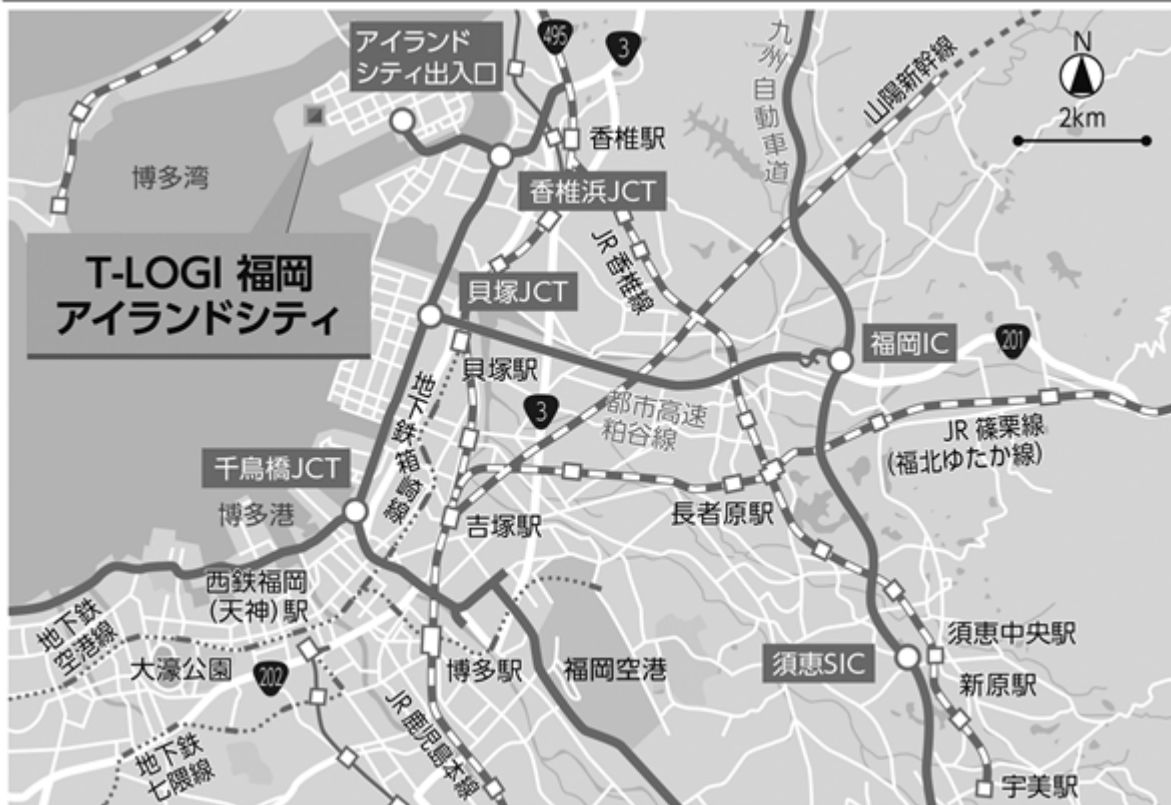 アイランド
シティ出入口
495
3
九州自動車道
山陽新幹線
N
2km
香椎駅
博多湾
香椎浜JCT
JR 香椎線
T-LOGI 福岡
アイランドシティ
貝塚JCT
福岡IC
201
貝塚駅
地下鉄箱崎線
3
都市高速
粕谷線
JR 篠栗線
(福北ゆたか線)
千鳥橋JCT
博多港
吉塚駅
長者原駅
西鉄福岡
(天神)駅
地下鉄
空港線
大濠公園
202
博多駅
福岡空港
須恵SIC
須恵中央駅
新原駅
JR 鹿児島本線
地下鉄
七隈線
宇美駅